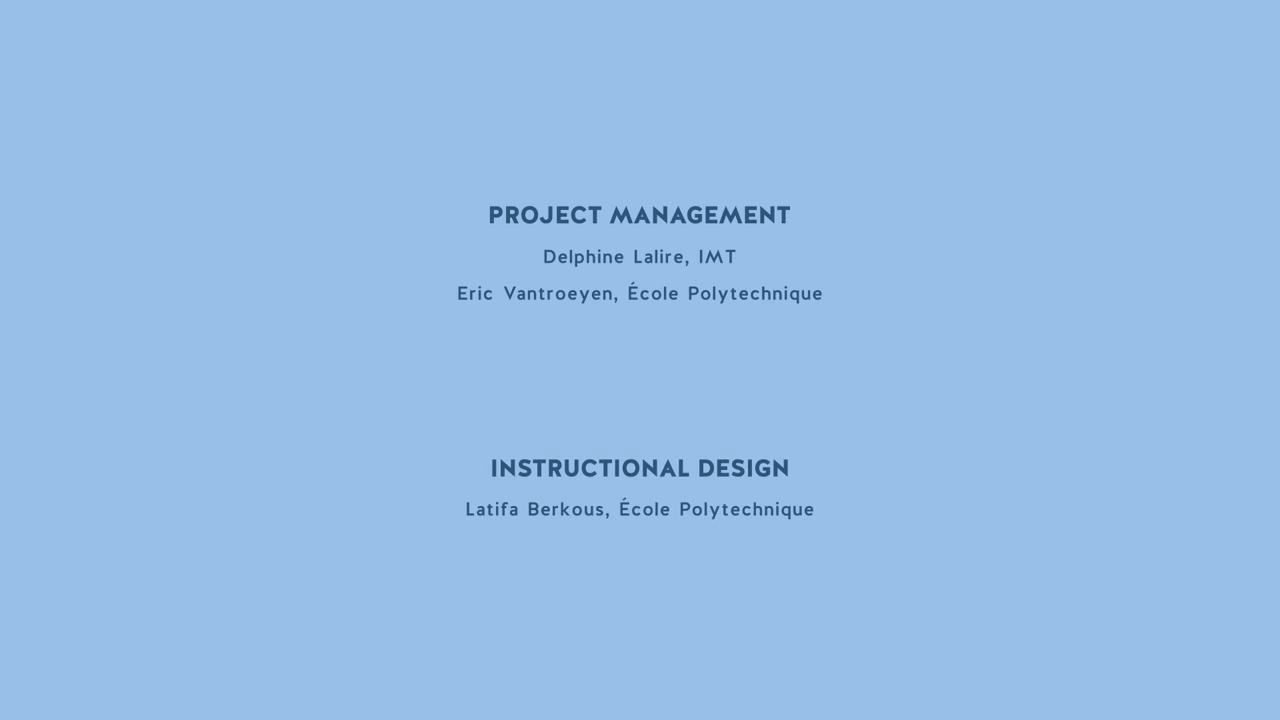 PROJECT MANAGEMENT
Delphine Lalire, IMT
Eric Vantroeyen, École Polytechnique
INSTRUCTIONAL DESIGN
Latifa Berkous, École Polytechnique